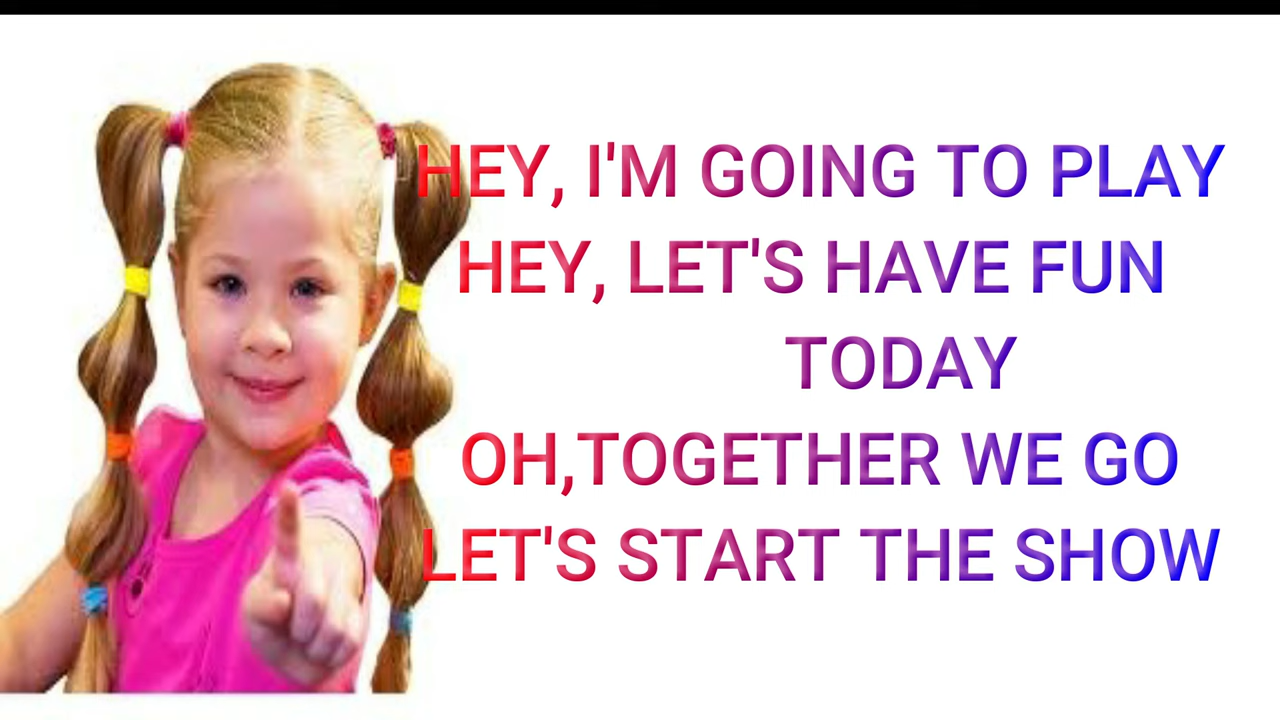 HEY, I'M GOING TO PLAY
HEY, LET'S HAVE FUN
TODAY
OH,TOGETHER WE GO
LET'S START THE SHOW